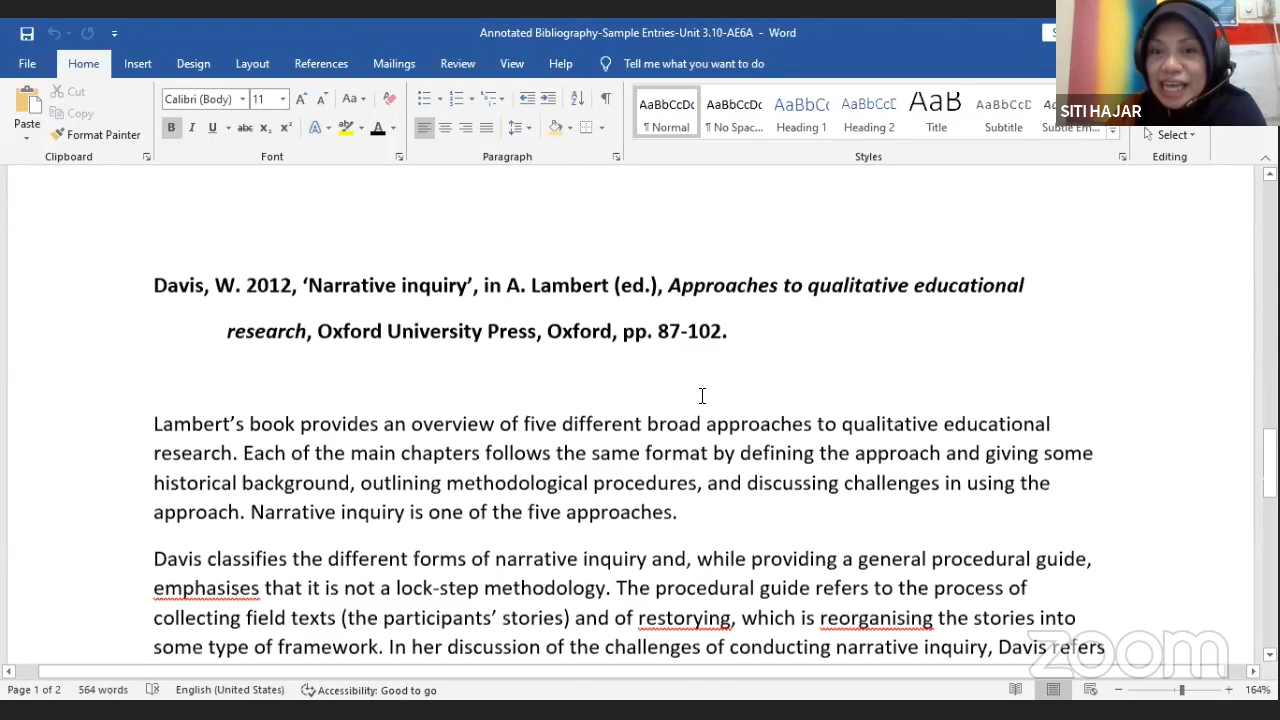 Annotated Bibliography-Sample Entries-Unit 3.10-AE6A - Word
File Home Insert Design Layout References Mailings Review View Help Tell me what you want to do
SITI HAJAR
Paste
Cut
Copy
Format Painter
Clipboard
Calibri (Body) 11
Font
Paragraph
AaBbCcDc AaBbCcDc AaBbCc AaBbCcD AaB AaBbCcD
¶ Normal ¶ No Spac... Heading 1 Heading 2 Title Subtitle Subtle Em...
Styles
Select
Editing
Davis, W. 2012, ‘Narrative inquiry’, in A. Lambert (ed.), Approaches to qualitative educational
research, Oxford University Press, Oxford, pp. 87-102.
Lambert’s book provides an overview of five different broad approaches to qualitative educational
research. Each of the main chapters follows the same format by defining the approach and giving some
historical background, outlining methodological procedures, and discussing challenges in using the
approach. Narrative inquiry is one of the five approaches.
Davis classifies the different forms of narrative inquiry and, while providing a general procedural guide,
emphasises that it is not a lock-step methodology. The procedural guide refers to the process of
collecting field texts (the participants’ stories) and of restorying, which is reorganising the stories into
some type of framework. In her discussion of the challenges of conducting narrative inquiry, Davis refers
zoom
Page 1 of 2 564 words English (United States) Accessibility: Good to go 164%